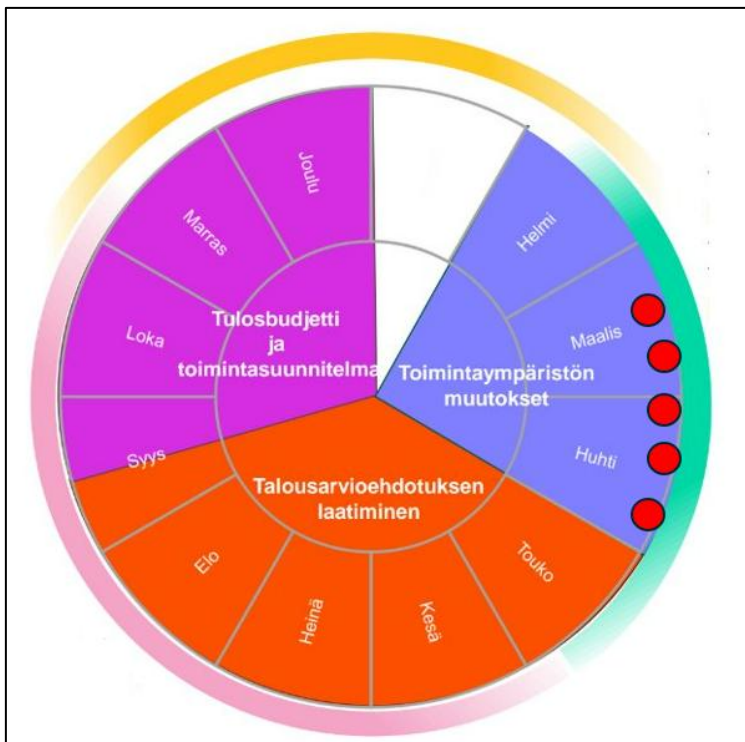 Joulu
Marras
Loka
Syys
Elo
Heinä
Kesä
Touko
Huhti
Maalis
Helmi
Tulosbudjetti
ja
toimintasuunnitelma
Toimintaympäristön
muutokset
Talousarvioehdotuksen
laatiminen